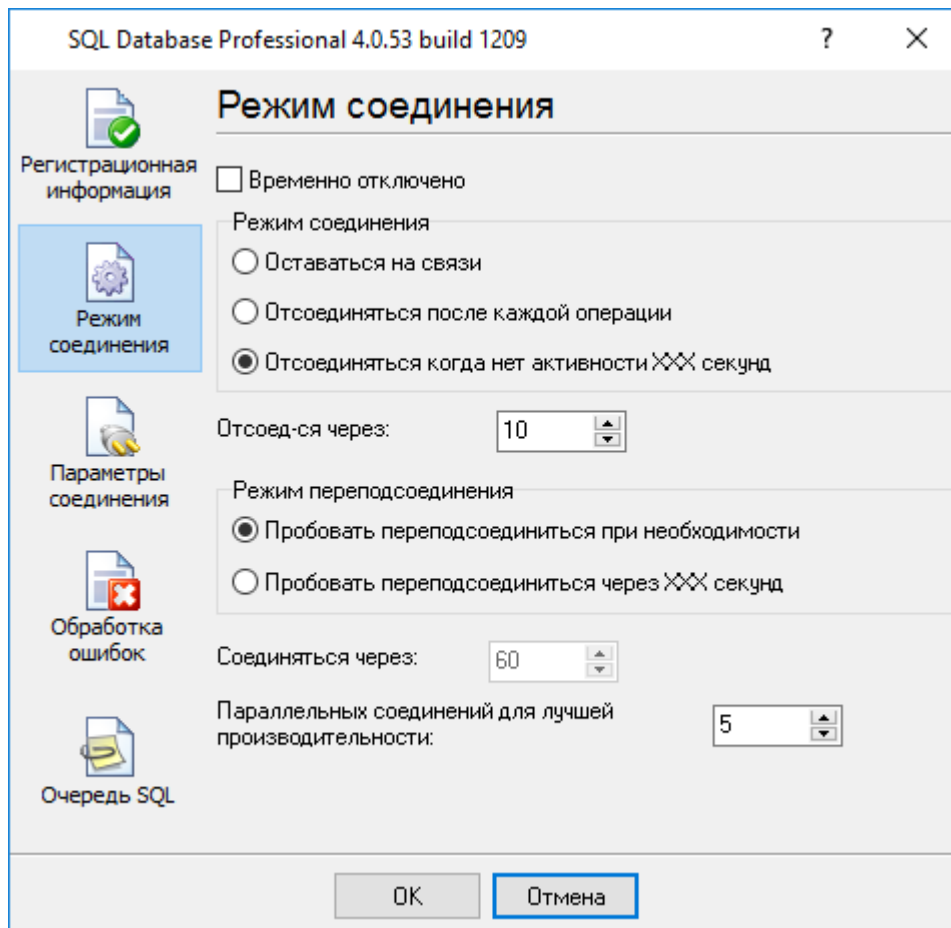 SQL Database Professional 4.0.53 build 1209
?
Регистрационная
информация
Режим
соединения
Параметры
соединения
Обработка
ошибок
Очередь SQL
Режим соединения
Временно отключено
Режим соединения
Оставаться на связи
Отсоединяться после каждой операции
Отсоединяться когда нет активности XXX секунд
Отсоед-ся через: 10
Режим переподсоединения
Пробовать переподсоединиться при необходимости
Пробовать переподсоединиться через XXX секунд
Соединяться через: 60
Параллельных соединений для лучшей
производительности: 5
OK
Отмена